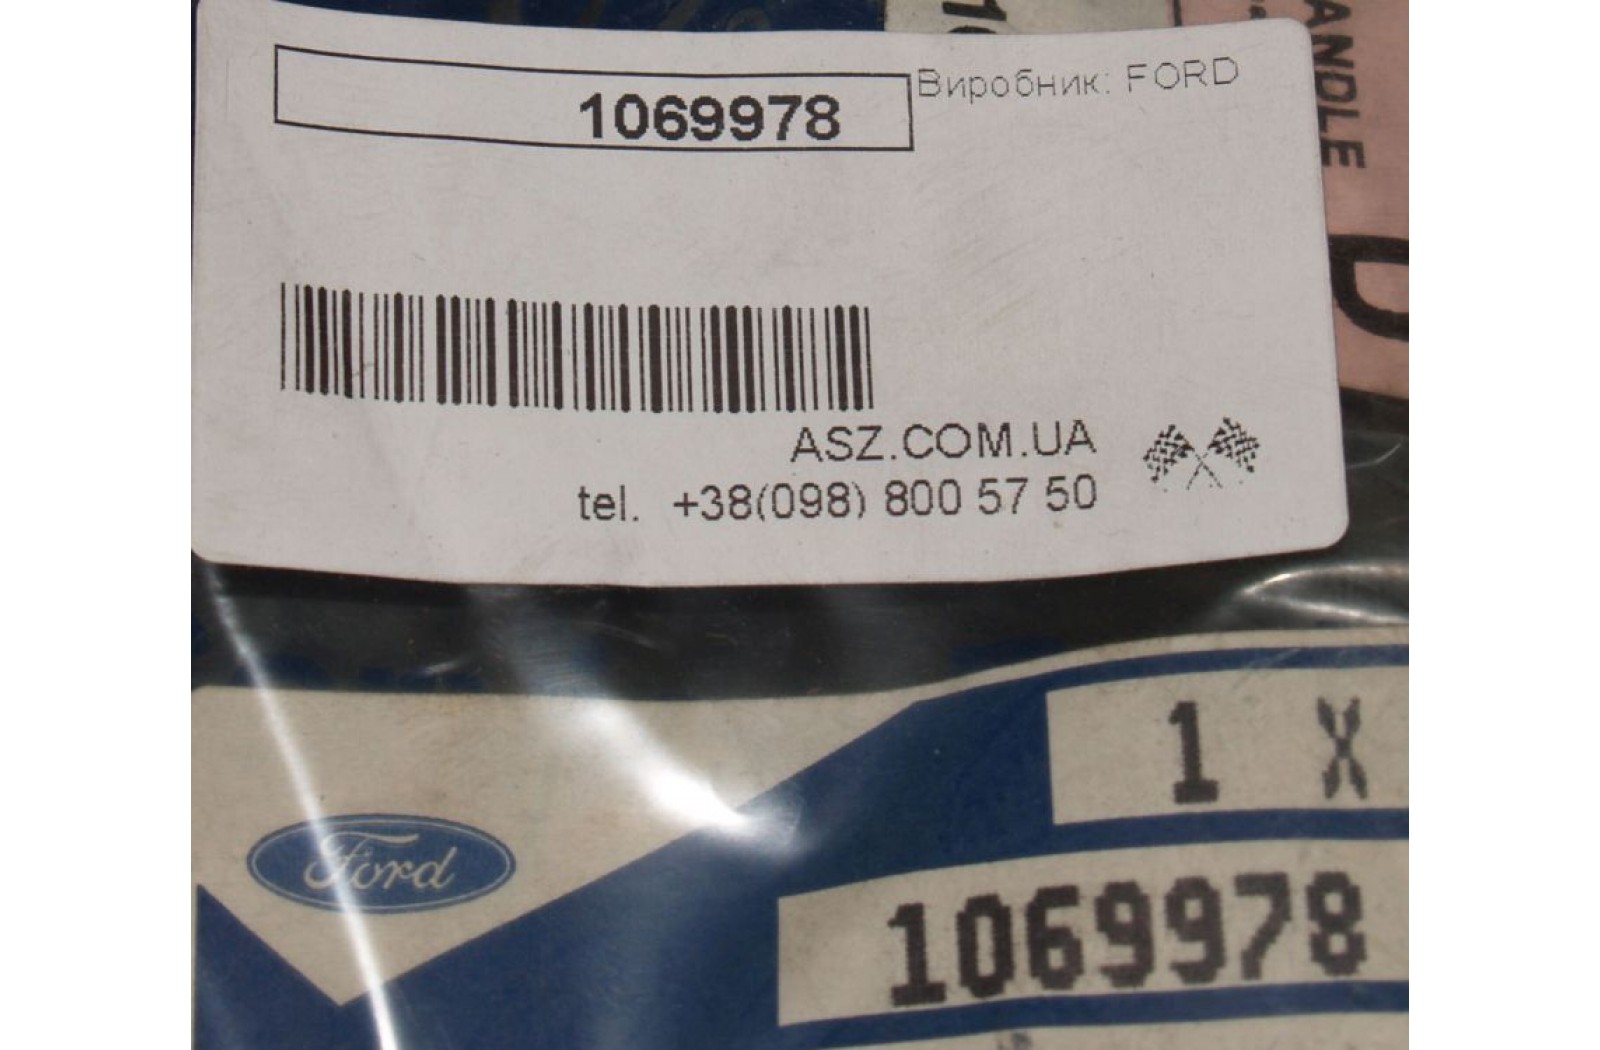 1069978
Виробник: FORD
ANDLE
D
ASZ.COM.UA
tel. +38(098) 800 57 50
Ford
1 X
1069978